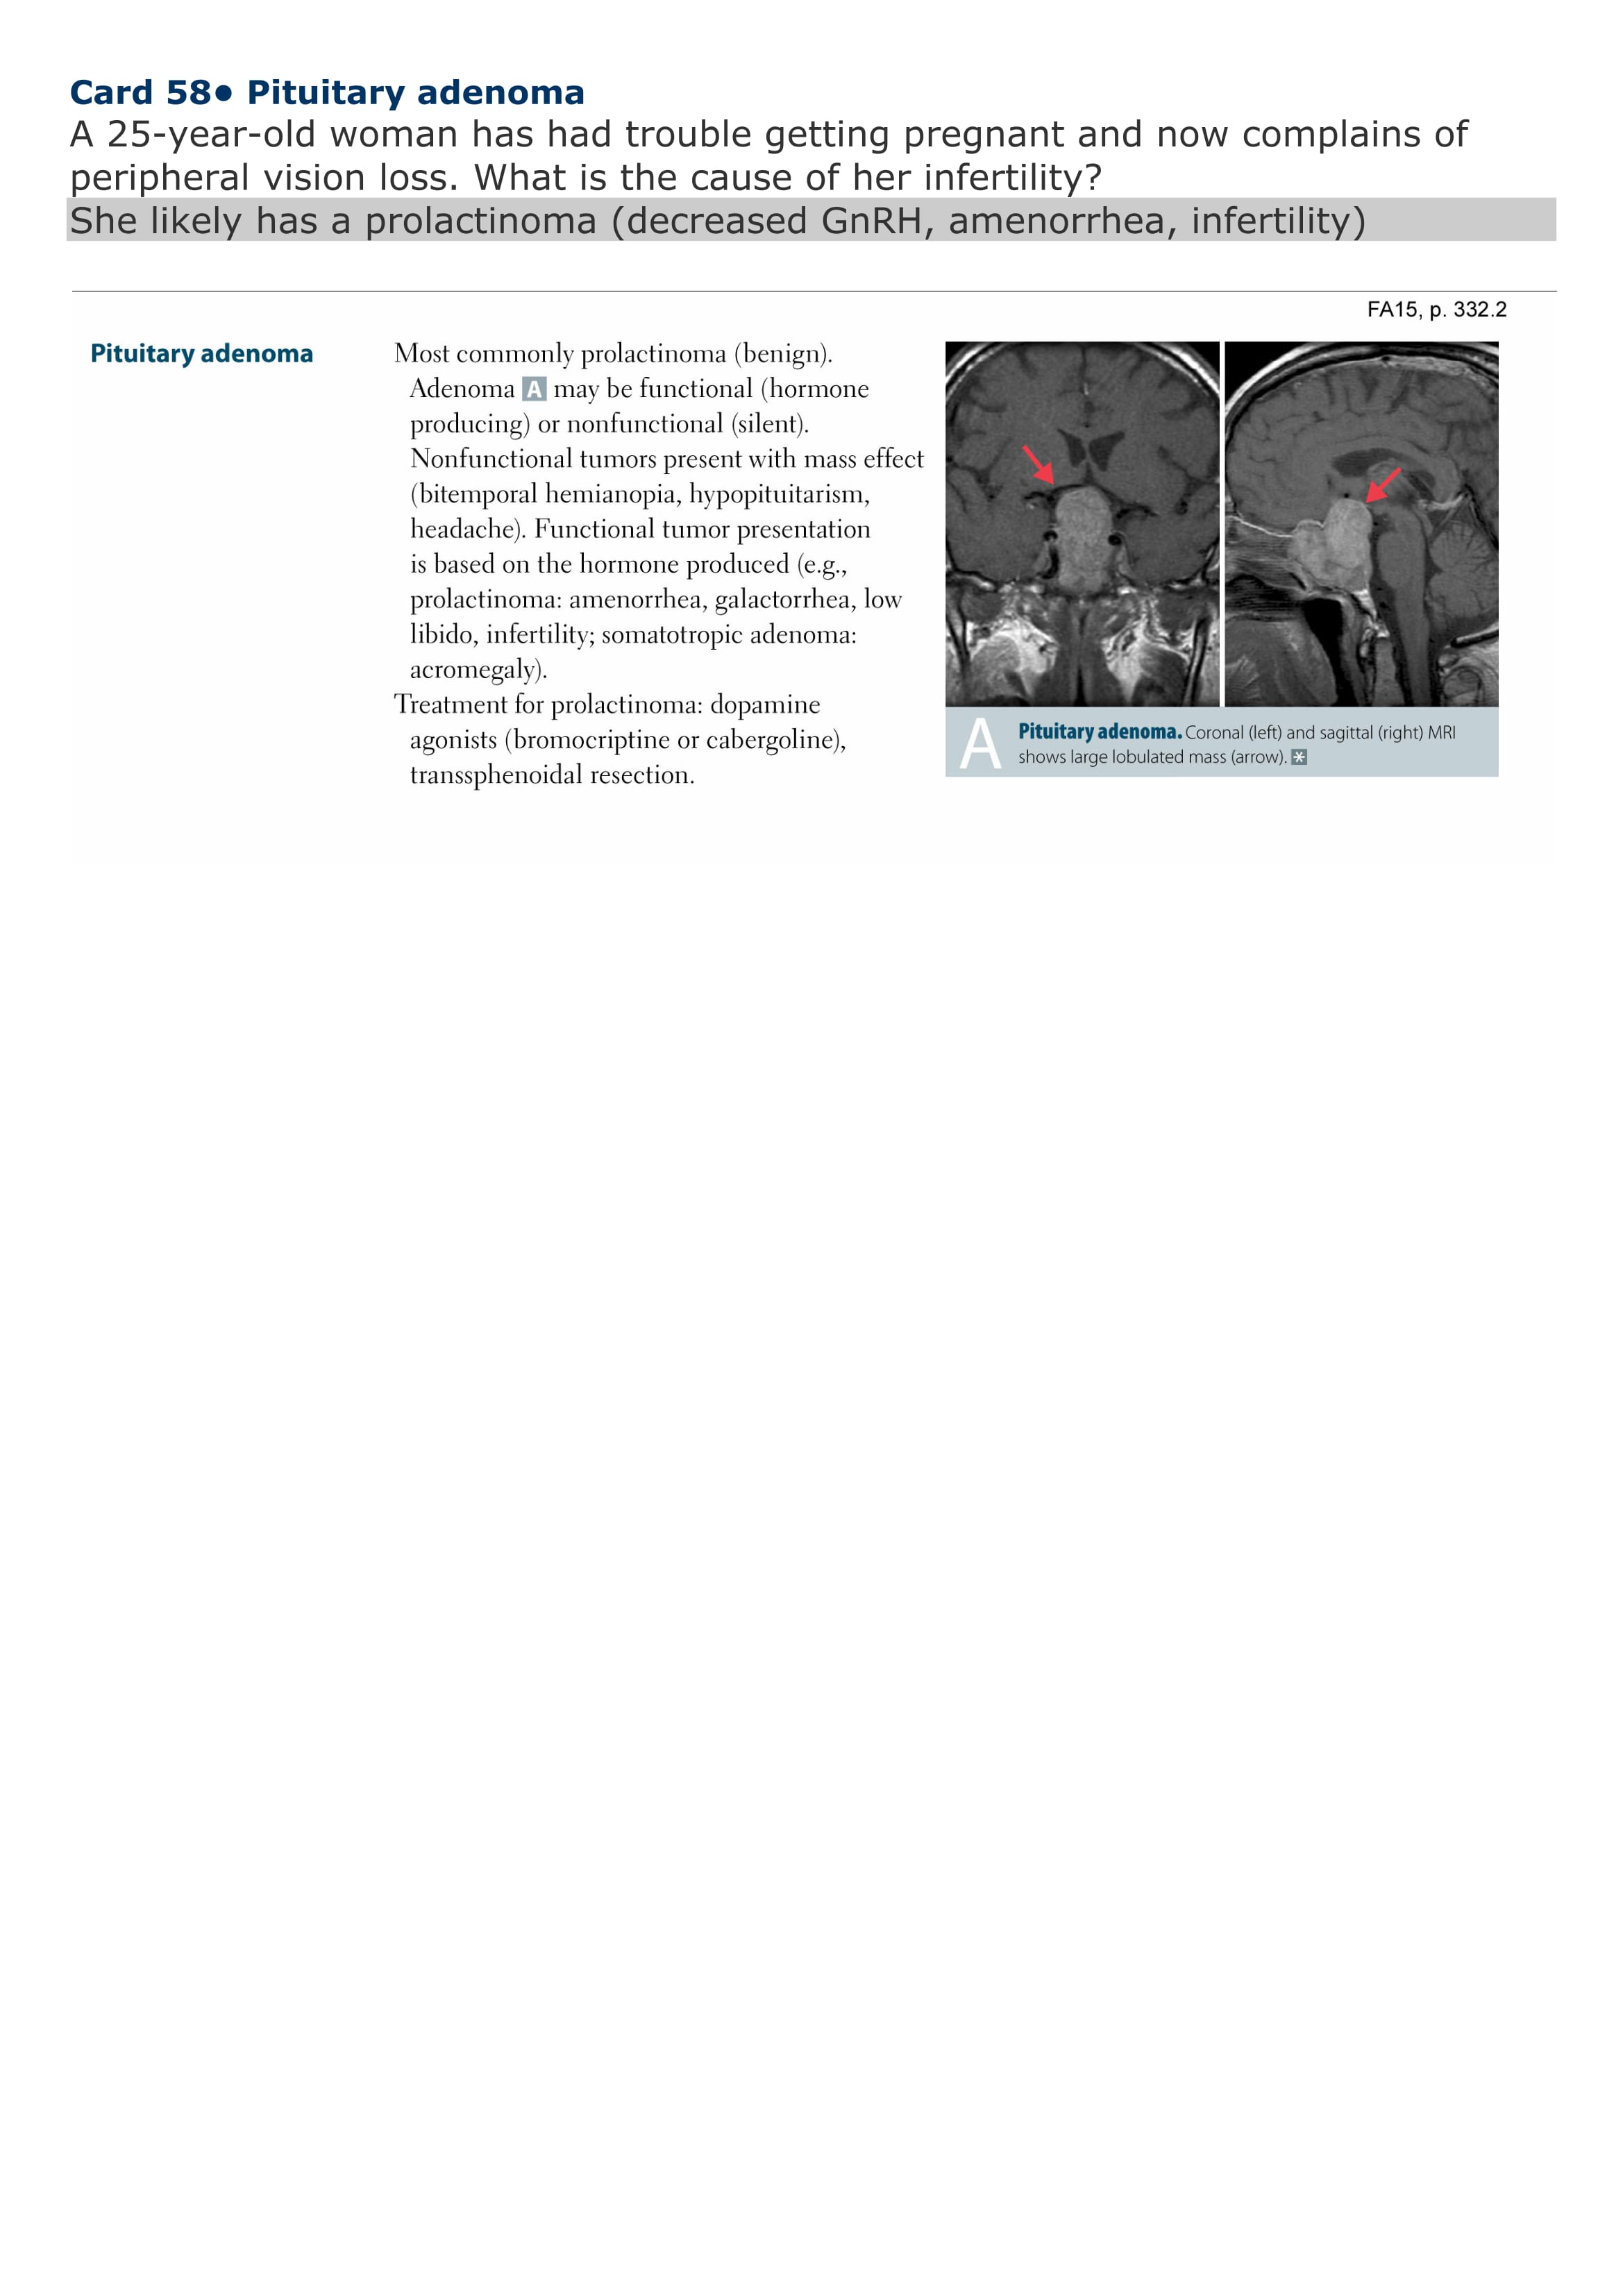 Card 58● Pituitary adenoma
A 25-year-old woman has had trouble getting pregnant and now complains of
peripheral vision loss. What is the cause of her infertility?
She likely has a prolactinoma (decreased GnRH, amenorrhea, infertility)
FA15, p. 332.2
Pituitary adenoma
Most commonly prolactinoma (benign).
Adenoma A may be functional (hormone
producing) or nonfunctional (silent).
Nonfunctional tumors present with mass effect
(bitemporal hemianopia, hypopituitarism,
headache). Functional tumor presentation
is based on the hormone produced (e.g.,
prolactinoma: amenorrhea, galactorrhea, low
libido, infertility; somatotropic adenoma:
acromegaly).
Treatment for prolactinoma: dopamine
agonists (bromocriptine or cabergoline),
transsphenoidal resection.
A
Pituitary adenoma. Coronal (left) and sagittal (right) MRI
shows large lobulated mass (arrow). *